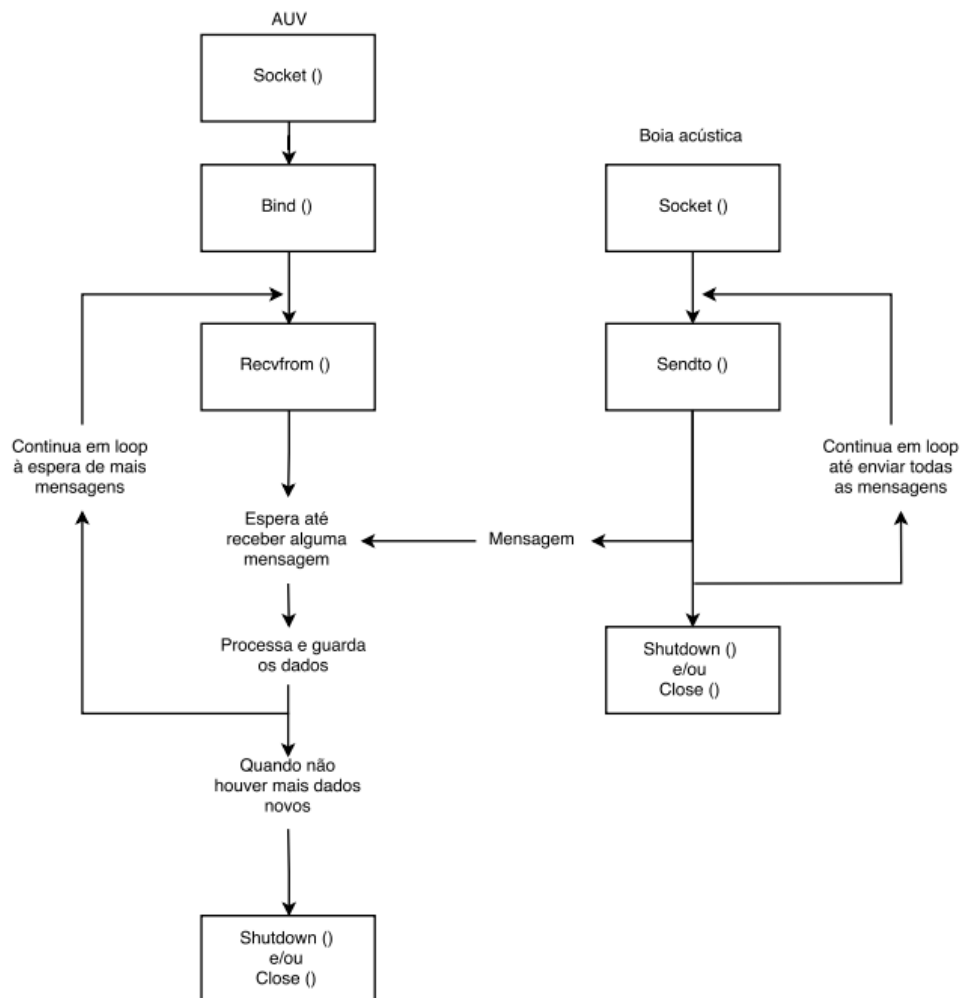 AUV
Socket ()
Bind ()
Recvfrom ()
Continua em loop
à espera de mais
mensagens
Espera até
receber alguma
mensagem
Processa e guarda
os dados
Quando não
houver mais dados
novos
Shutdown ()
e/ou
Close ()
Boia acústica
Socket ()
Sendto ()
Continua em loop
até enviar todas
as mensagens
Mensagem
Shutdown ()
e/ou
Close ()